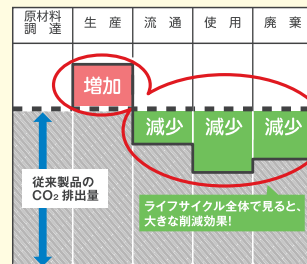 原材料
調 達
生 産
流 通
使 用
廃 棄
増加
減少
減少
減少
従来製品の
CO₂ 排出量
ライフサイクル全体で見ると、
大きな削減効果!